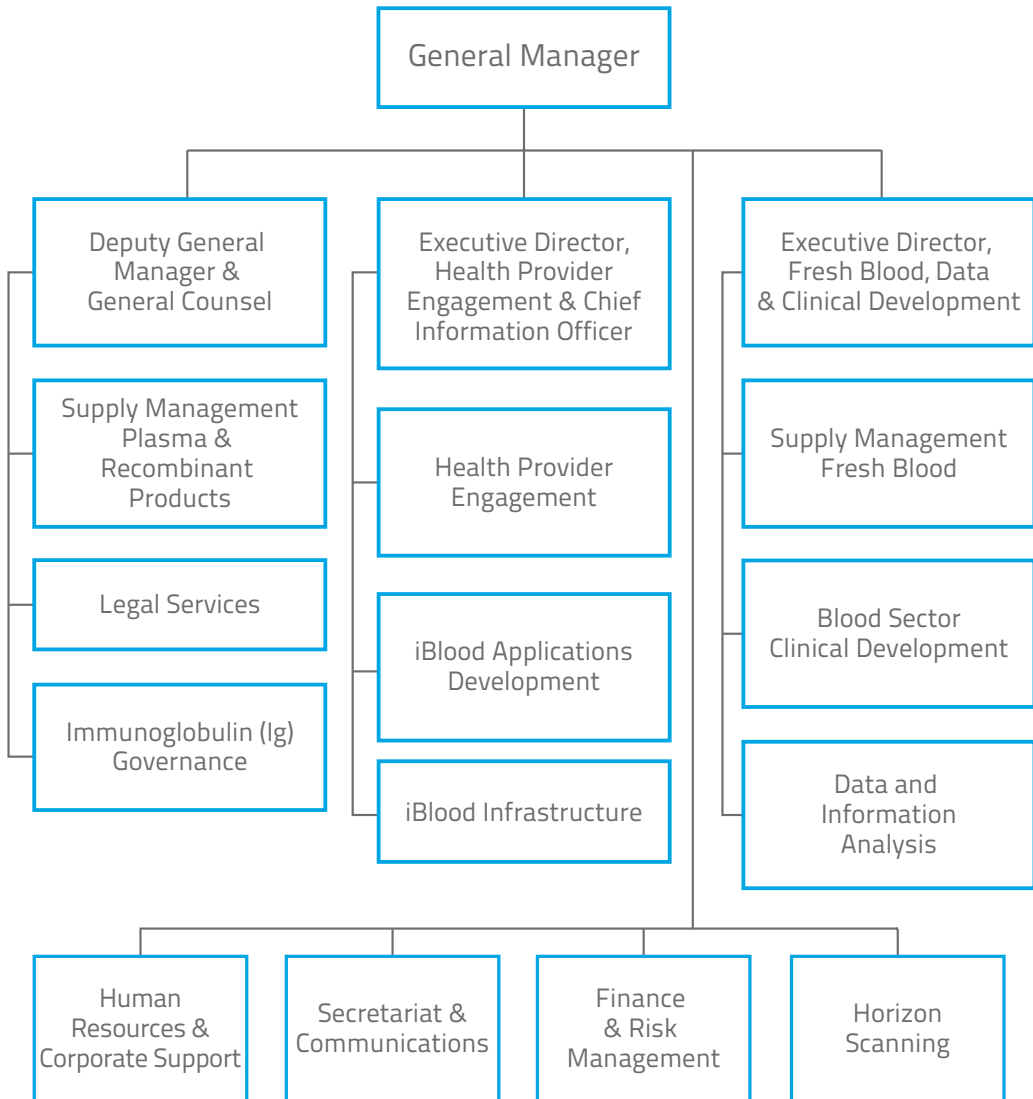 General Manager
Deputy General
Manager &
General Counsel
Executive Director,
Health Provider
Engagement & Chief
Information Officer
Executive Director,
Fresh Blood, Data
& Clinical Development
Supply Management
Plasma &
Recombinant
Products
Health Provider
Engagement
Supply Management
Fresh Blood
Legal Services
iBlood Applications
Development
Blood Sector
Clinical Development
Immunoglobulin (Ig)
Governance
iBlood Infrastructure
Data and
Information
Analysis
Human
Resources &
Corporate Support
Secretariat &
Communications
Finance
& Risk
Management
Horizon
Scanning